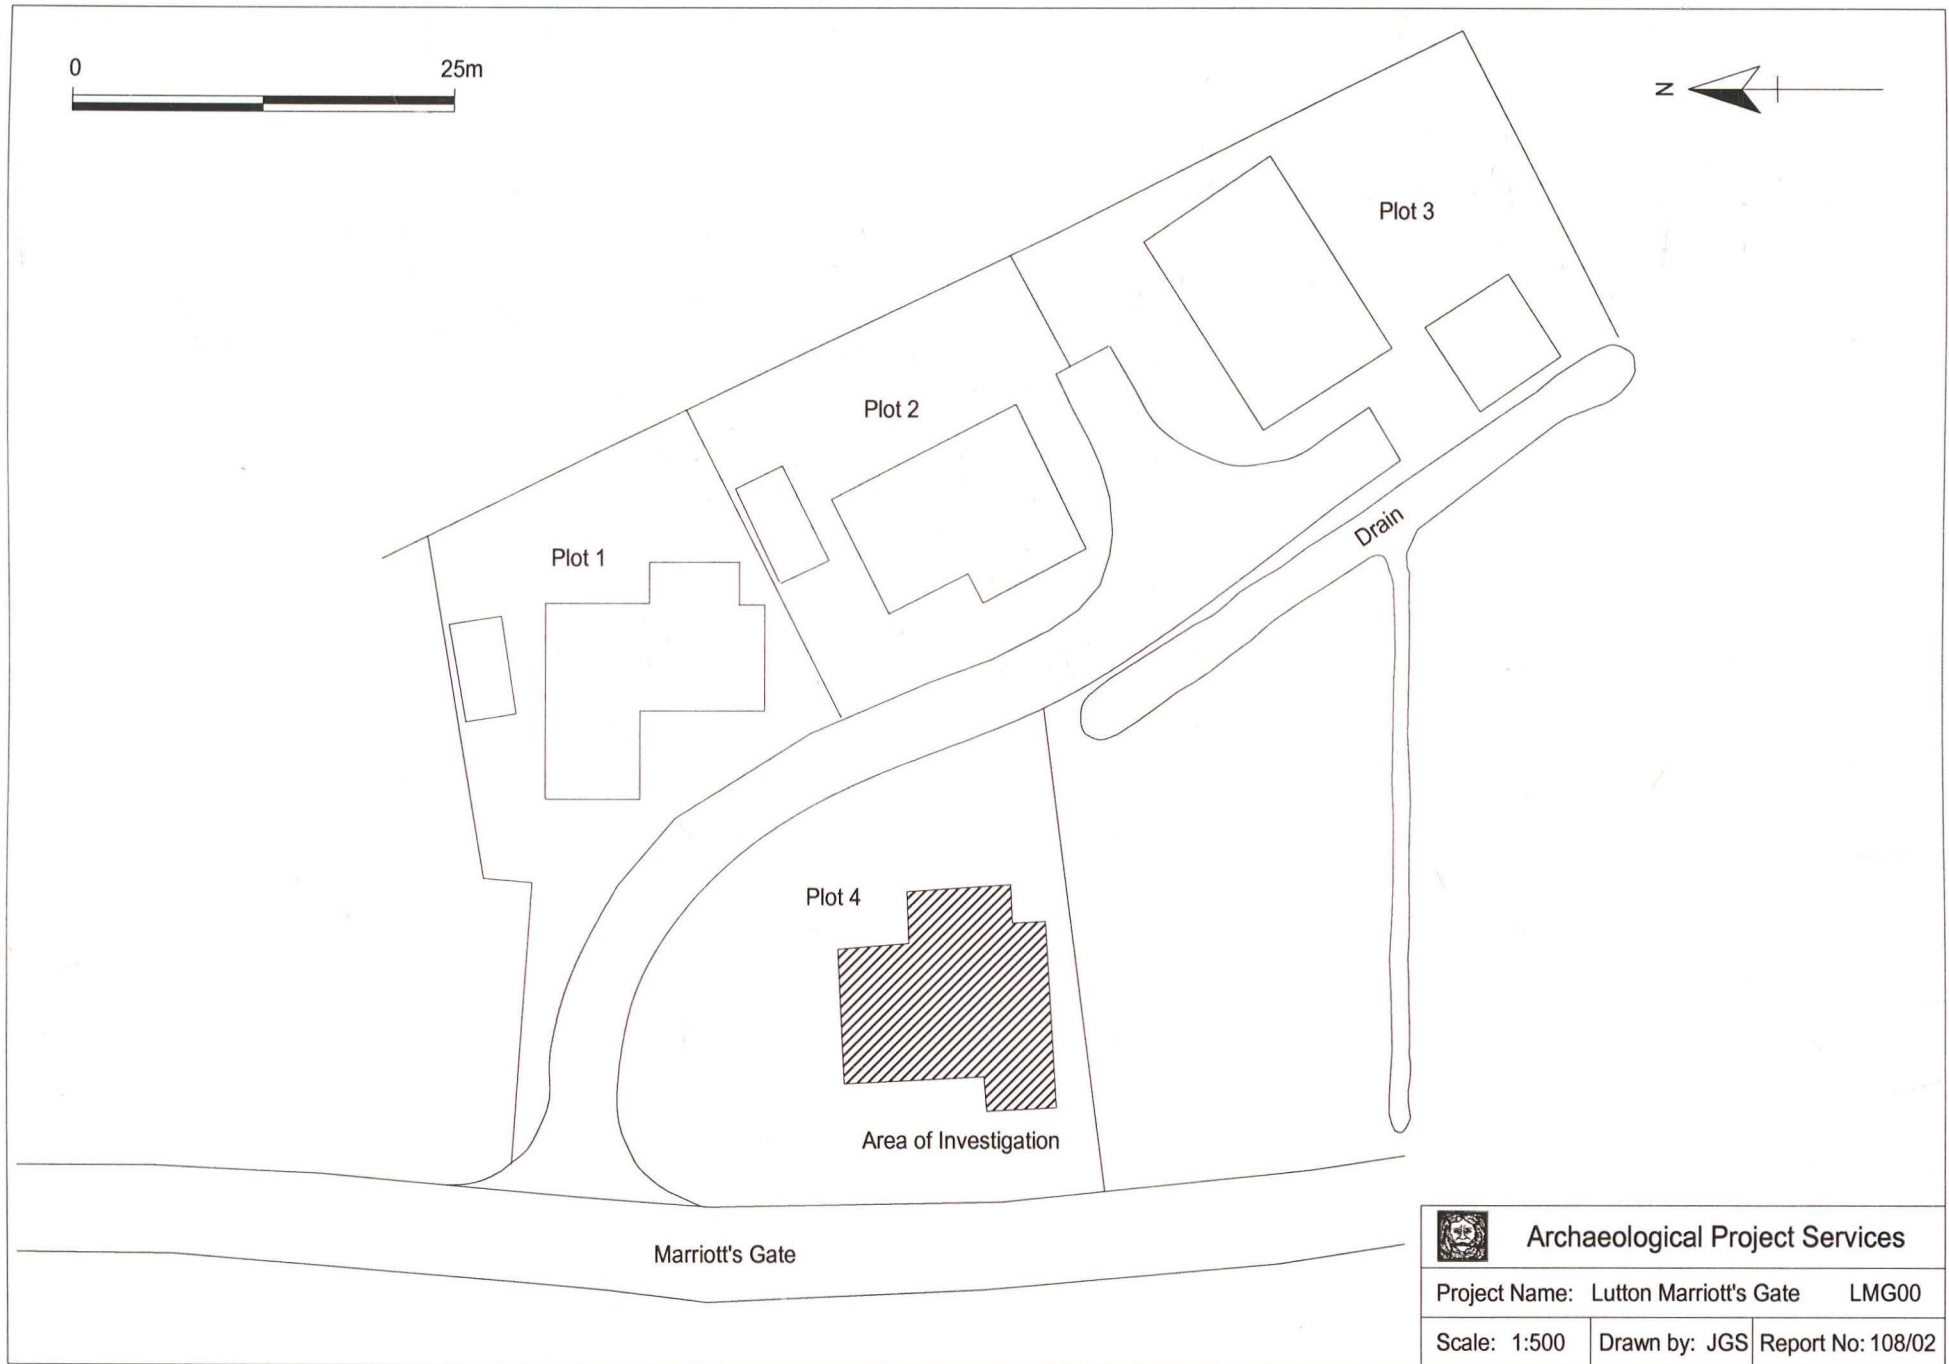 0 25m
N
Plot 3
Plot 2
Plot 1
Drain
Plot 4
Area of Investigation
Marriott's Gate
Archaeological Project Services
Project Name: Lutton Marriott's Gate LMG00
Scale: 1:500 Drawn by: JGS Report No: 108/02